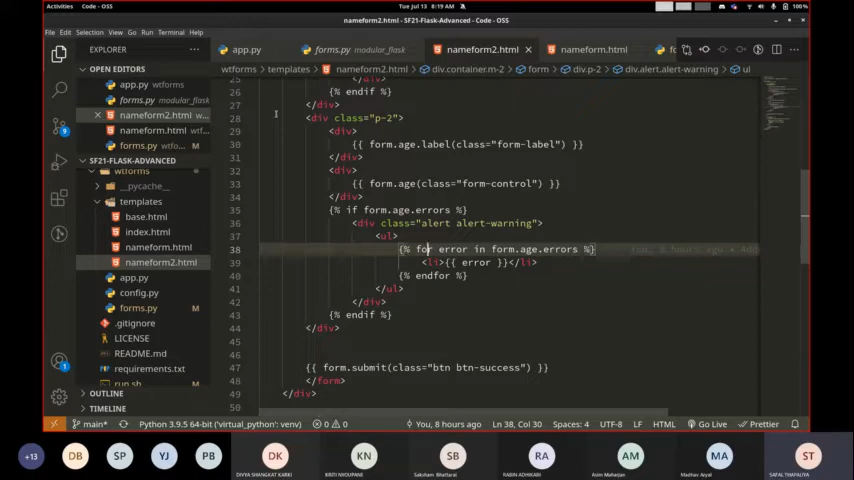 Activities Code - OSS
Tue Jul 13 8:19 AM
100%
nameform2.html - SF21-Flask-Advanced - Code - OSS
File Edit Selection View Go Run Terminal Help
EXPLORER
app.py
forms.py modular_flask
nameform2.html
nameform.html
OPEN EDITORS
app.py wtf...
forms.py modular_...
nameform2.html w...
nameform.html w...
forms.py wtfo...
SF21-FLASK-ADVANCED
wtforms
__pycache__
templates
base.html
index.html
nameform.html
nameform2.html
app.py
config.py
forms.py M
.gitignore
LICENSE
README.md
requirements.txt
run.sh
OUTLINE
TIMELINE
wtforms > templates > nameform2.html > div.container.m-2 > form > div.p-2 > div.alert.alert-warning > ul
25 </div>
26 {% endif %}
27 </div>
28 <div class="p-2">
29 <div>
30 {{ form.age.label(class="form-label") }}
31 </div>
32 <div>
33 {{ form.age(class="form-control") }}
34 </div>
35 {% if form.age.errors %}
36 <div class="alert alert-warning">
37 <ul>
38 {% for error in form.age.errors %} You, 8 hours ago • Add
39 <li>{{ error }}</li>
40 {% endfor %}
41 </ul>
42 </div>
43 {% endif %}
44 </div>
45
46
47 {{ form.submit(class="btn btn-success") }}
48 </form>
49 </div>
50
main* Python 3.9.5 64-bit ('virtual_python': venv) 0 0 You, 8 hours ago Ln 38, Col 30 Spaces: 4 UTF-8 LF HTML Go Live Prettier
+13 DB SP YJ PB DK KN SB RA AM MA ST
DIVYA SHANGKAT KARKI
KRITI NYOUPANE
Saksham Bhattarai
RABIN ADHIKARI
Asim Maharjan
Madhav Aryal
SAFAL THAPALIYA